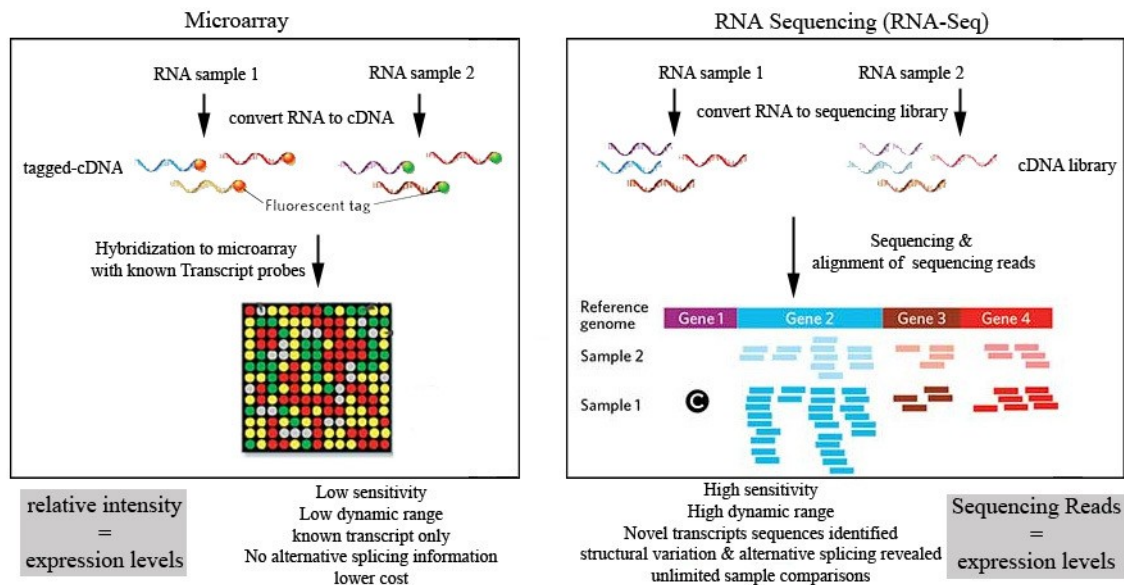 Microarray
RNA sample 1
RNA sample 2
convert RNA to cDNA
tagged-cDNA
Fluorescent tag
Hybridization to microarray
with known Transcript probes
relative intensity
=
expression levels
Low sensitivity
Low dynamic range
known transcript only
No alternative splicing information
lower cost
RNA Sequencing (RNA-Seq)
RNA sample 1
RNA sample 2
convert RNA to sequencing library
cDNA library
Sequencing &
alignment of sequencing reads
Reference
genome
Gene 1
Gene 2
Gene 3
Gene 4
Sample 2
Sample 1
C
High sensitivity
High dynamic range
Novel transcripts sequences identified
structural variation & alternative splicing revealed
unlimited sample comparisons
Sequencing Reads
=
expression levels